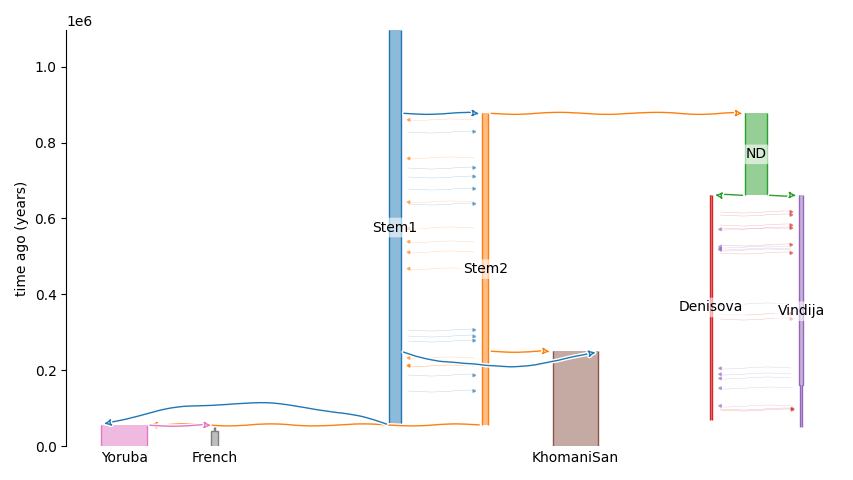 1e6
1.0
0.8
0.6
0.4
0.2
0.0
time ago (years)
ND
Stem1
Stem2
Denisova
Vindija
Yoruba
French
KhomaniSan